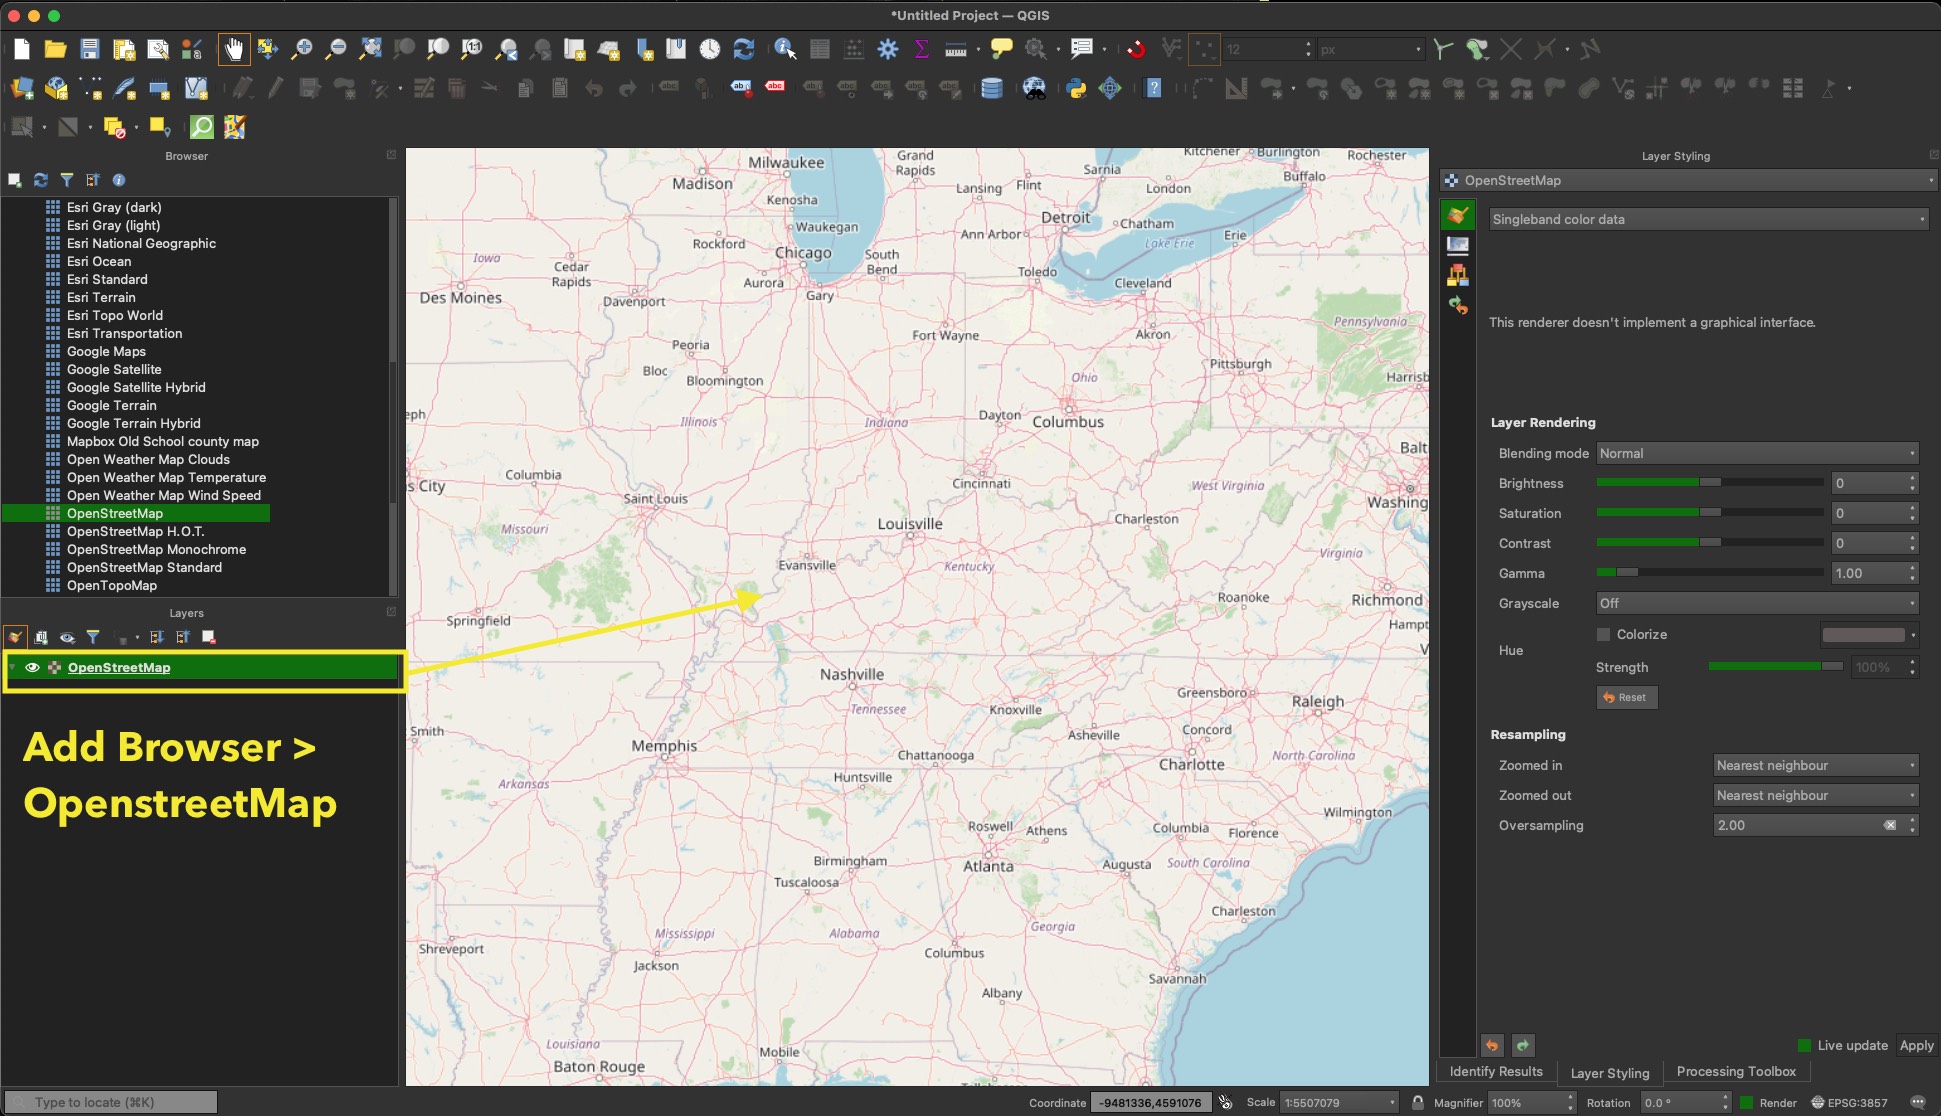 *Untitled Project — QGIS
12
px
Browser
Layer Styling
Esri Gray (dark)
Esri Gray (light)
Esri National Geographic
Esri Ocean
Esri Standard
Esri Terrain
Esri Topo World
Esri Transportation
Google Maps
Google Satellite
Google Satellite Hybrid
Google Terrain
Google Terrain Hybrid
Mapbox Old School county map
Open Weather Map Clouds
Open Weather Map Temperature
Open Weather Map Wind Speed
OpenStreetMap
OpenStreetMap H.O.T.
OpenStreetMap Monochrome
OpenStreetMap Standard
OpenTopoMap
Layers
OpenStreetMap
Add Browser >
OpenstreetMap
Type to locate (⌘K)
Milwaukee
Grand
Rapids
Kitchener
Burlington
Rochester
Madison
Lansing
Flint
Sarnia
London
Buffalo
Kenosha
Waukegan
Detroit
Chatham
Ann Arbor
Lake Erie
Erie
Rockford
Chicago
South
Bend
Iowa
Cedar
Rapids
Toledo
Cleveland
Des Moines
Davenport
Aurora
Gary
Fort Wayne
Akron
Pennsylvania
Peoria
Pittsburgh
Bloc
Bloomington
Ohio
Harrisb
eph
Illinois
Indiana
Dayton
Columbus
Balt
Columbia
s City
Saint Louis
Cincinnati
West Virginia
Washing
Missouri
Louisville
Charleston
Evansville
Kentucky
Virginia
Springfield
Roanoke
Richmond
Hampt
V
Nashville
Tennessee
Knoxville
Greensboro
Raleigh
Smith
Memphis
Asheville
Concord
Chattanooga
Charlotte
North Carolina
Arkansas
Huntsville
Wilmington
Roswell
Athens
Columbia
Florence
Birmingham
Atlanta
Augusta
South Carolina
Tuscaloosa
Charleston
Mississippi
Alabama
Georgia
Shreveport
Columbus
Jackson
Savannah
Albany
Louisiana
Mobile
Baton Rouge
OpenStreetMap
Singleband color data
This renderer doesn't implement a graphical interface.
Layer Rendering
Blending mode Normal
Brightness 0
Saturation 0
Contrast 0
Gamma 1.00
Grayscale Off
Hue
Colorize
Strength 100%
Reset
Resampling
Zoomed in Nearest neighbour
Zoomed out Nearest neighbour
Oversampling 2.00
Live update Apply
Identify Results Layer Styling Processing Toolbox
Coordinate -9481336,4591076 Scale 1:5507079 Magnifier 100% Rotation 0.0 ° Render EPSG:3857